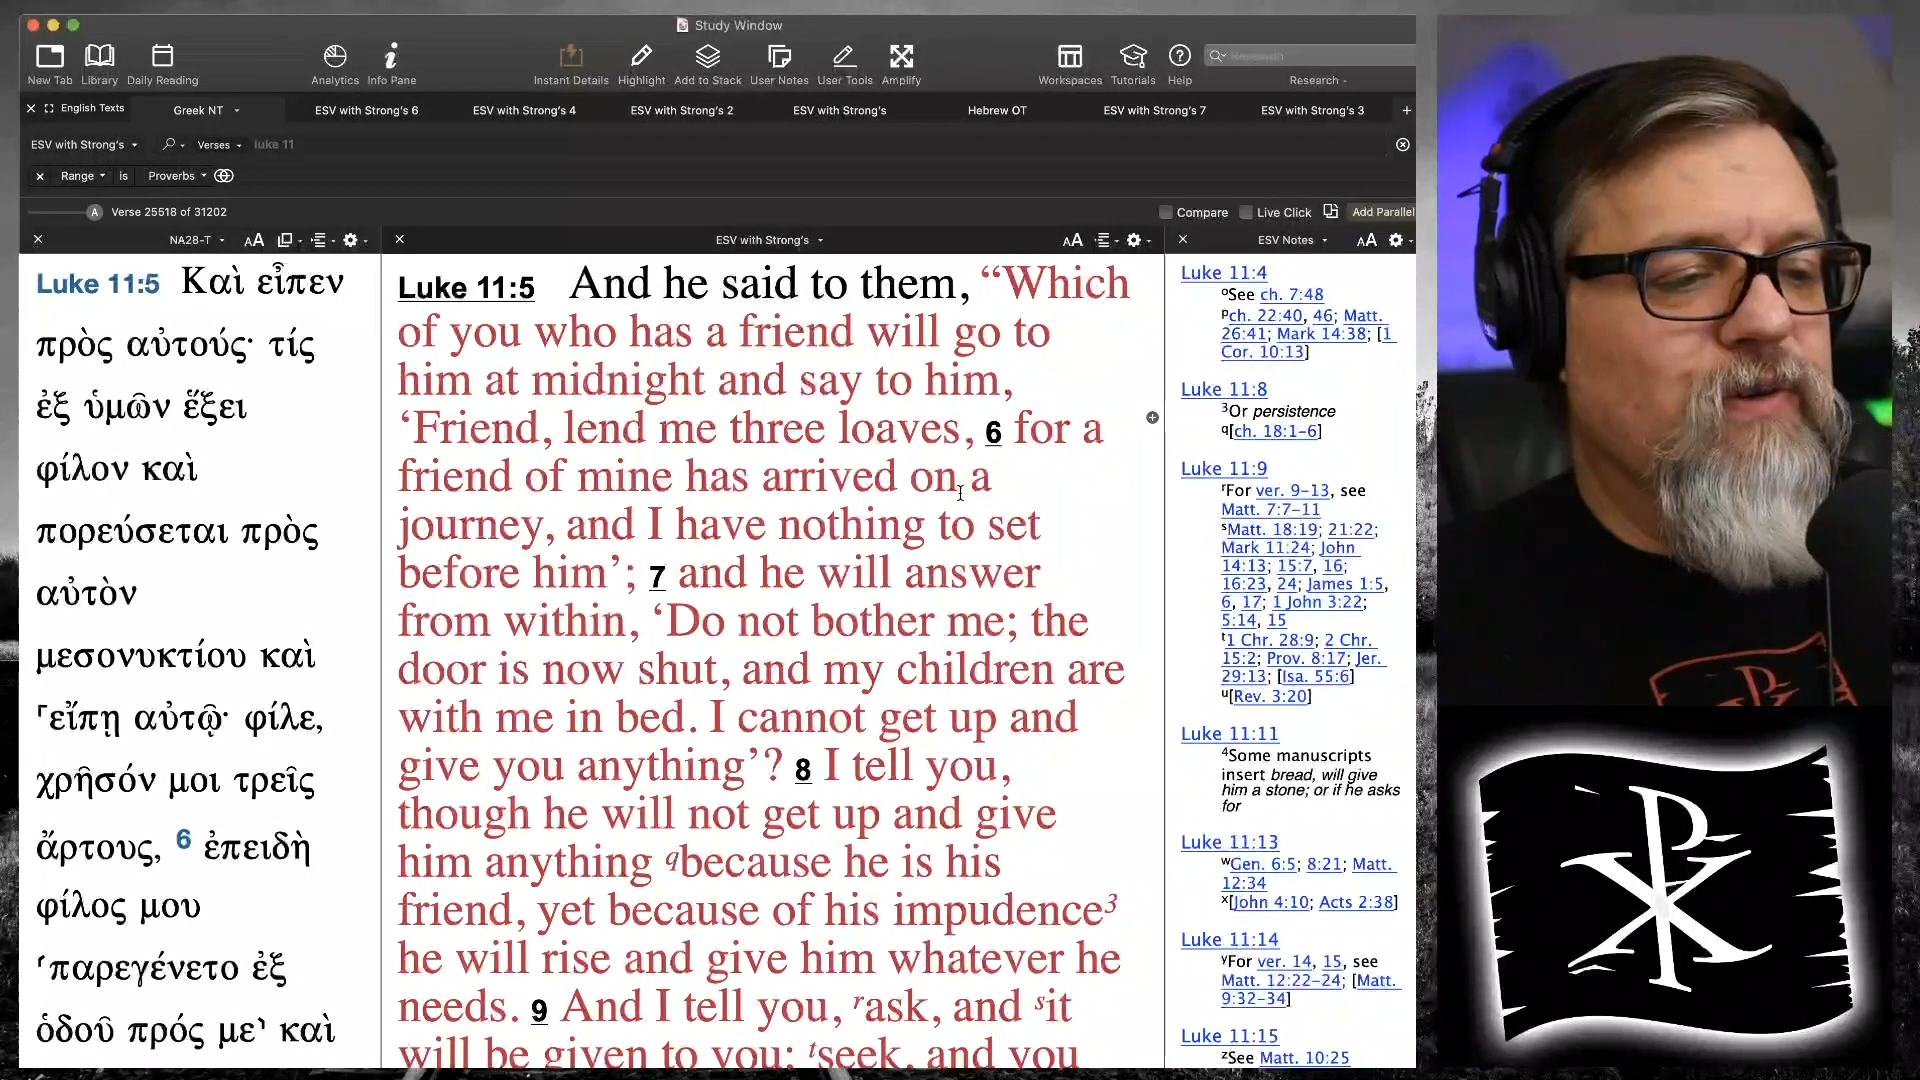 Study Window
New Tab Library Daily Reading Analytics Info Pane Instant Details Highlight Add to Stack User Notes User Tools Amplify Workspaces Tutorials Help Research
English Texts Greek NT ESV with Strong's 6 ESV with Strong's 4 ESV with Strong's 2 ESV with Strong's Hebrew OT ESV with Strong's 7 ESV with Strong's 3
ESV with Strong's Verses luke 11
Range is Proverbs
A Verse 25518 of 31202 Compare Live Click Add Parallel
NA28-T
Luke 11:5 Καὶ εἶπεν
πρὸς αὐτούς· τίς
ἐξ ὑμῶν ἕξει
φίλον καὶ
πορεύσεται πρὸς
αὐτὸν
μεσονυκτίου καὶ
⸀εἴπῃ αὐτῷ· φίλε,
χρῆσόν μοι τρεῖς
ἄρτους, 6 ἐπειδὴ
φίλος μου
⸂παρεγένετο ἐξ
ὁδοῦ πρός με⸃ καὶ
ESV with Strong's
Luke 11:5 And he said to them, “Which
of you who has a friend will go to
him at midnight and say to him,
‘Friend, lend me three loaves, 6 for a
friend of mine has arrived on a
journey, and I have nothing to set
before him’; 7 and he will answer
from within, ‘Do not bother me; the
door is now shut, and my children are
with me in bed. I cannot get up and
give you anything’? 8 I tell you,
though he will not get up and give
him anything qbecause he is his
friend, yet because of his impudence3
he will rise and give him whatever he
needs. 9 And I tell you, rask, and sit
will be given to you; tseek, and you
ESV Notes
Luke 11:4
oSee ch. 7:48
pch. 22:40, 46; Matt.
26:41; Mark 14:38; [1
Cor. 10:13]
Luke 11:8
3Or persistence
q[ch. 18:1–6]
Luke 11:9
rFor ver. 9–13, see
Matt. 7:7–11
sMatt. 18:19; 21:22;
Mark 11:24; John
14:13; 15:7, 16;
16:23, 24; James 1:5,
6, 17; 1 John 3:22;
5:14, 15
t1 Chr. 28:9; 2 Chr.
15:2; Prov. 8:17; Jer.
29:13; [Isa. 55:6]
u[Rev. 3:20]
Luke 11:11
4Some manuscripts
insert bread, will give
him a stone; or if he asks
for
Luke 11:13
wGen. 6:5; 8:21; Matt.
12:34
x[John 4:10; Acts 2:38]
Luke 11:14
yFor ver. 14, 15, see
Matt. 12:22–24; [Matt.
9:32–34]
Luke 11:15
zSee Matt. 10:25